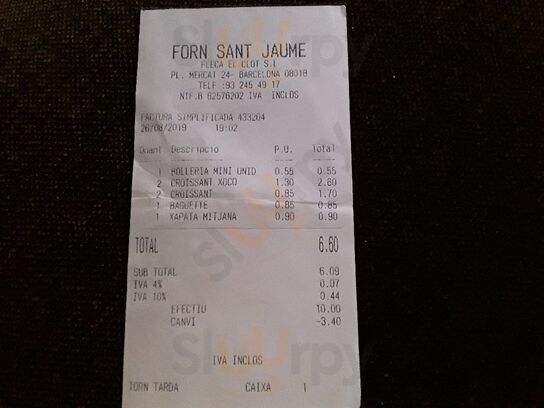 FORN SANT JAUME
FLECA EL CLOT S.L
PL. MERCAT 24- BARCELONA 08018
TELF :93 245 49 17
NIF.B 62576202 IVA INCLOS
FACTURA SIMPLIFICADA 433204
26/08/2019 19:02
Quant Descripcio P.U. Total
1 BOLLERIA MINI UNID 0.55 0.55
2 CROISSANT XOCO 1.30 2.60
2 CROISSANT 0.85 1.70
1 BAGUETTE 0.85 0.85
1 XAPATA MITJANA 0.90 0.90
TOTAL 6.60
SUB TOTAL 6.09
IVA 4% 0.07
IVA 10% 0.44
EFECTIU 10.00
CANVI -3.40
IVA INCLOS
TORN TARDA CAIXA 1
Sluurpy
Sluurpy
Sluurpy